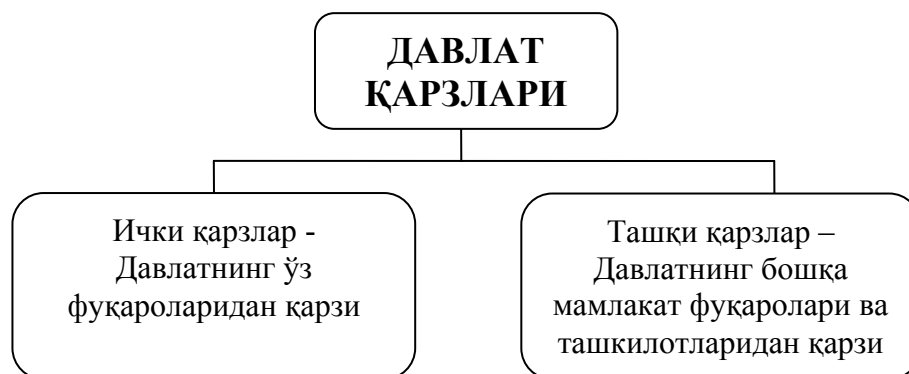 ДАВЛАТ
ҚАРЗЛАРИ
Ички қарзлар -
Давлатнинг ўз
фуқароларидан қарзи
Ташқи қарзлар –
Давлатнинг бошқа
мамлакат фуқаролари ва
ташкилотларидан қарзи